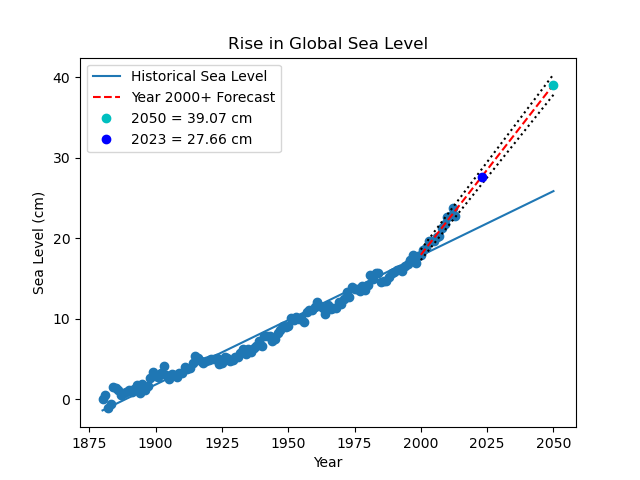 Rise in Global Sea Level
Historical Sea Level
Year 2000+ Forecast
2050 = 39.07 cm
2023 = 27.66 cm
Sea Level (cm)
40
30
20
10
0
1875 1900 1925 1950 1975 2000 2025 2050
Year